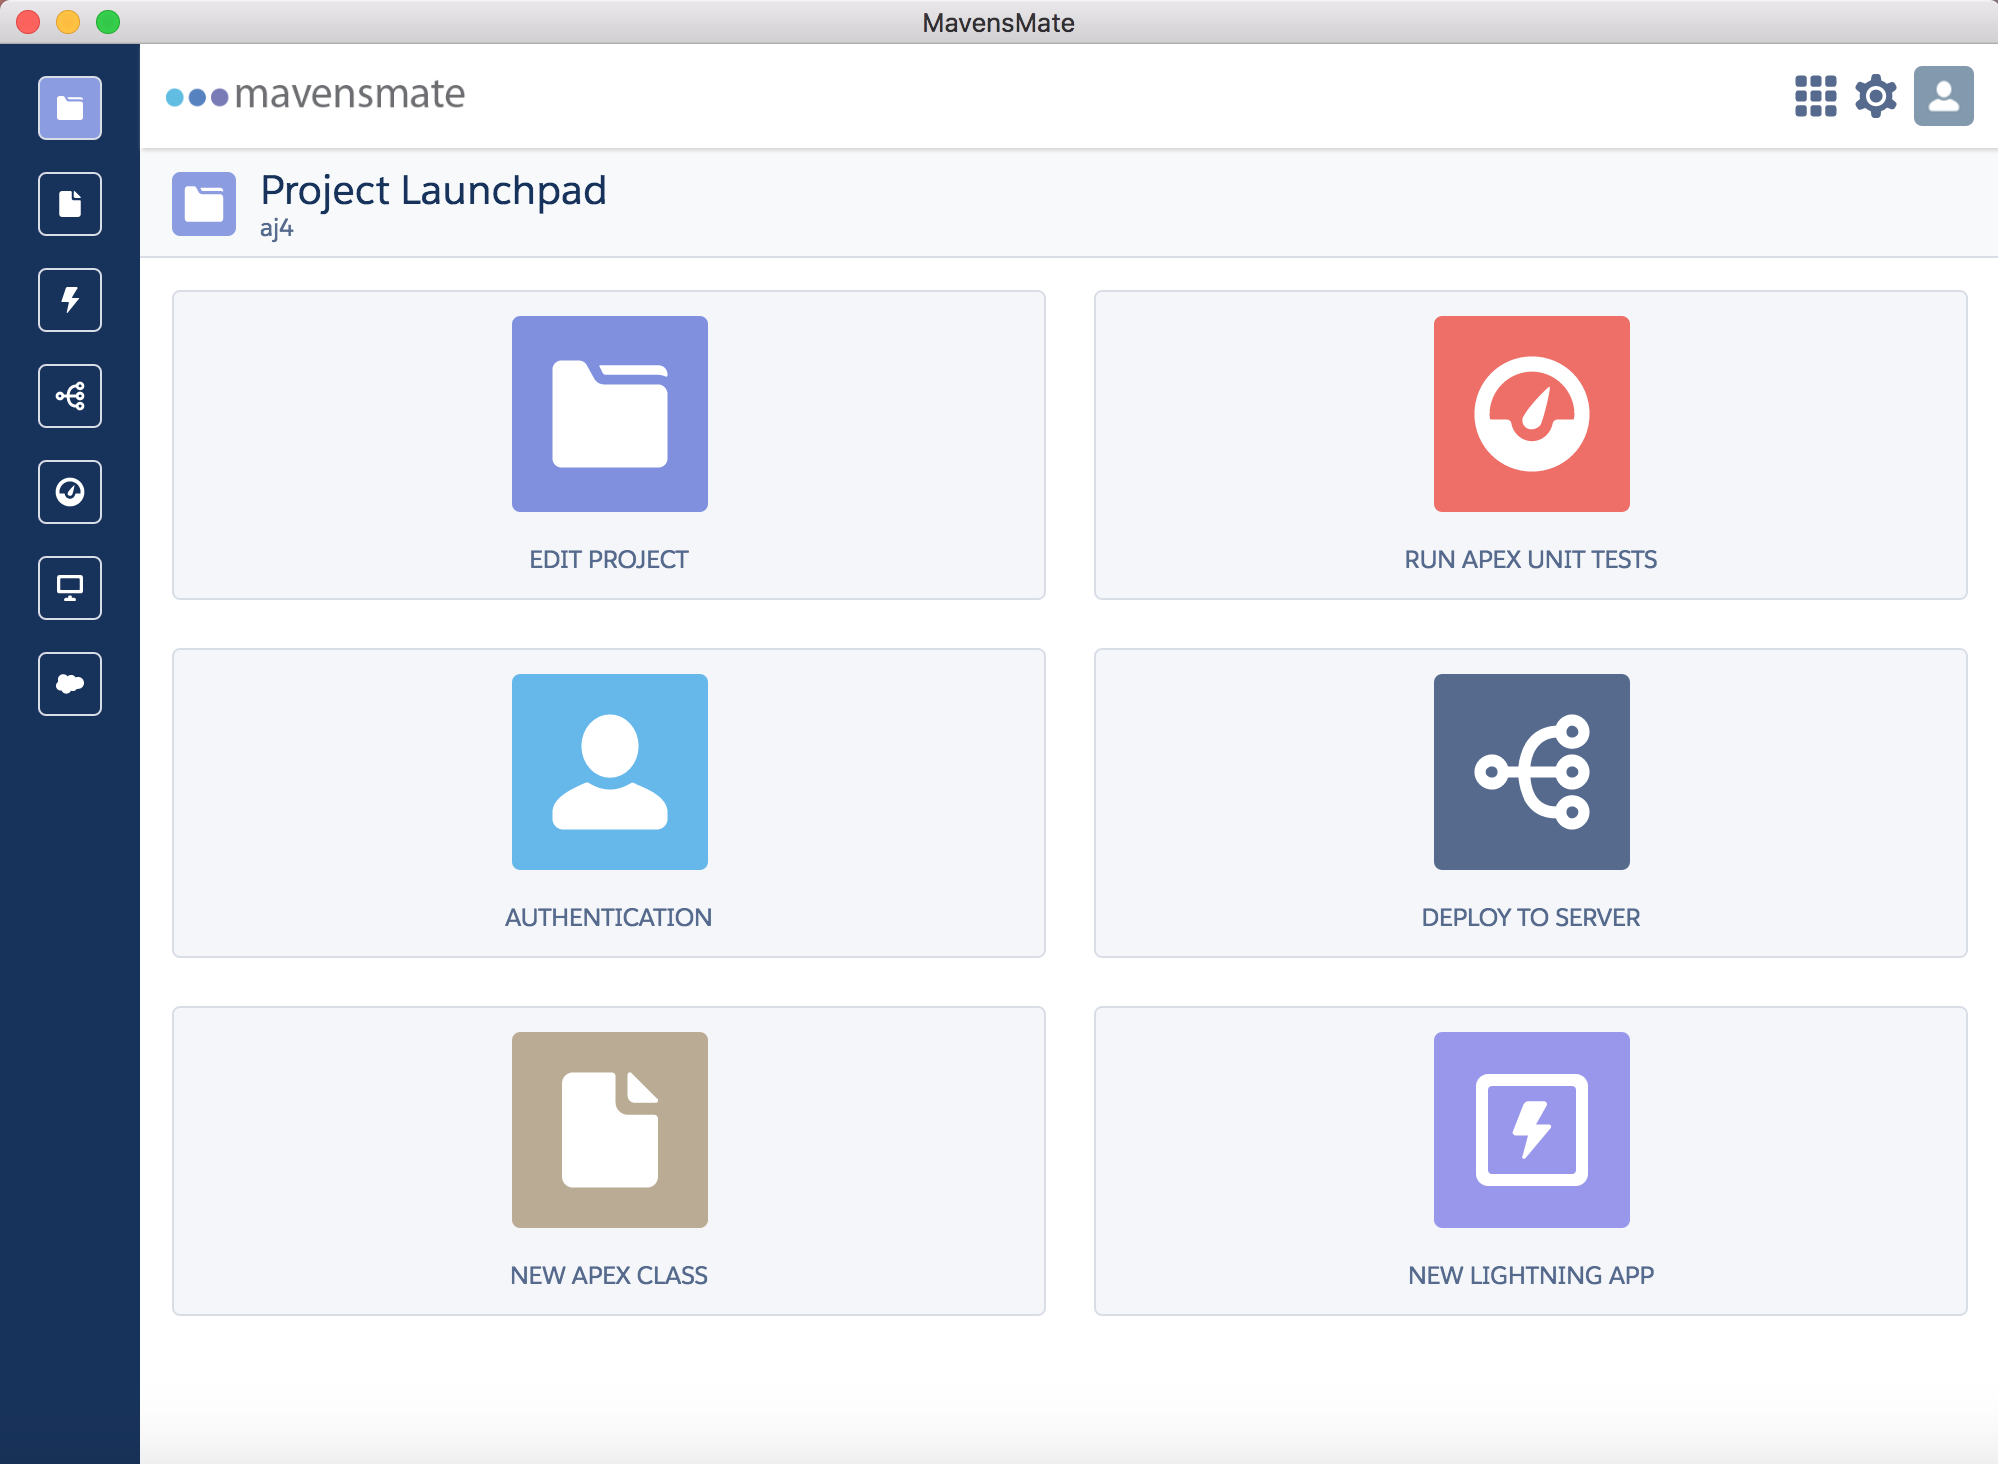 MavensMate
mavensmate
Project Launchpad
aj4
EDIT PROJECT
RUN APEX UNIT TESTS
AUTHENTICATION
DEPLOY TO SERVER
NEW APEX CLASS
NEW LIGHTNING APP